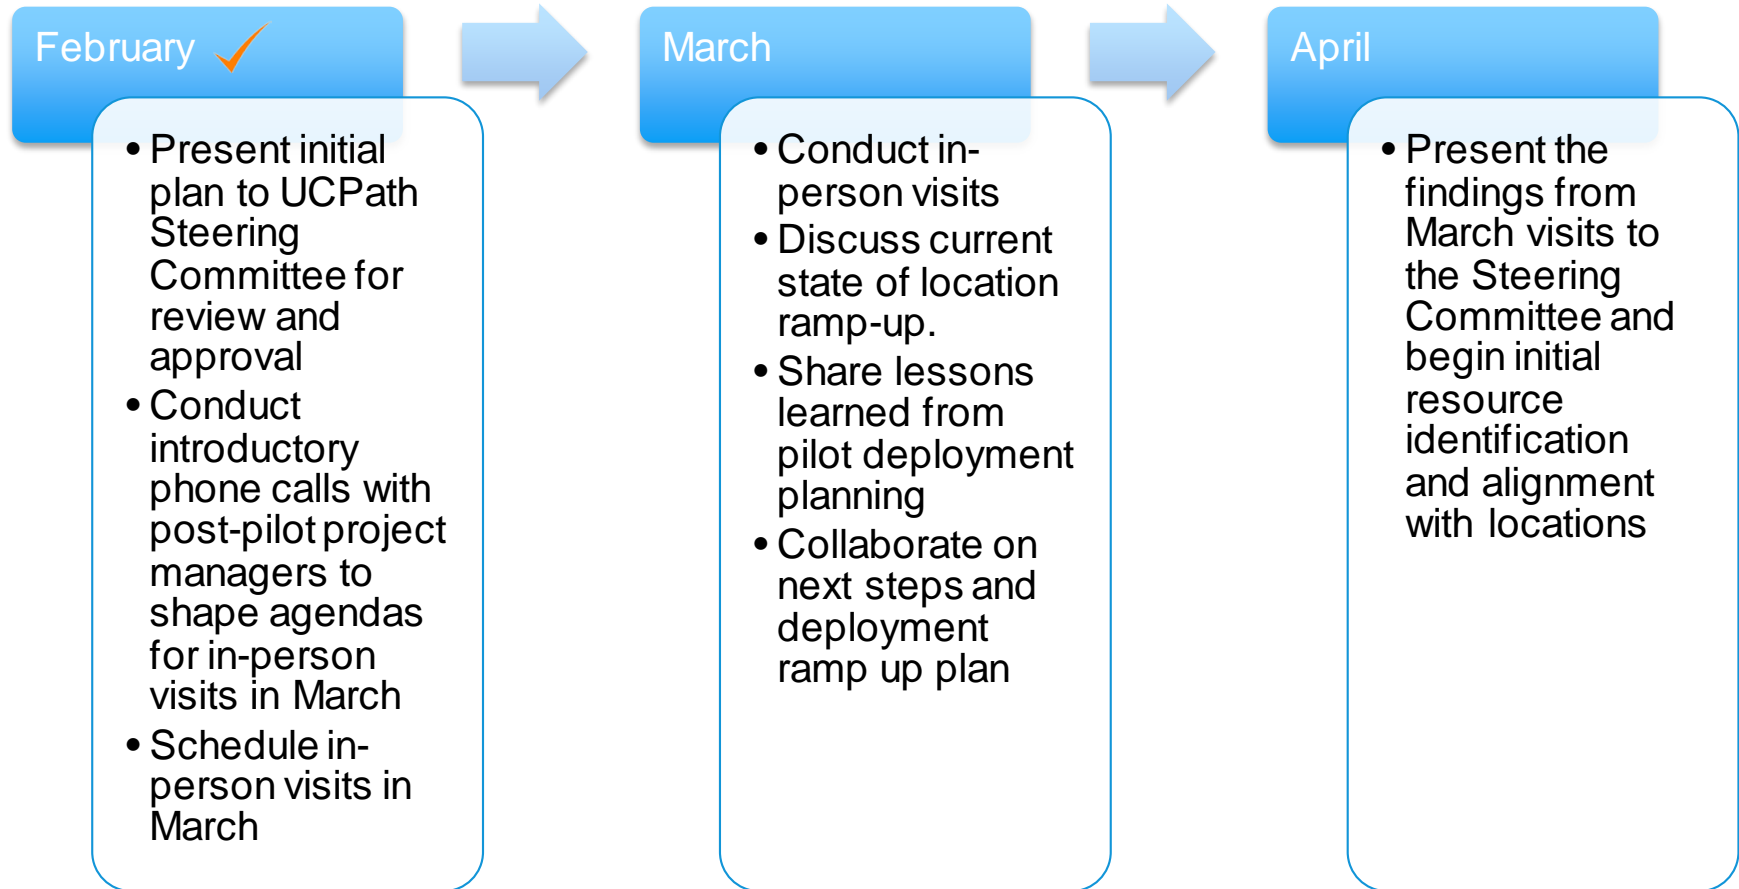 February
• Present initial
plan to UCPath
Steering
Committee for
review and
approval
• Conduct
introductory
phone calls with
post-pilot project
managers to
shape agendas
for in-person
visits in March
• Schedule in-
person visits in
March
March
• Conduct in-
person visits
• Discuss current
state of location
ramp-up.
• Share lessons
learned from
pilot deployment
planning
• Collaborate on
next steps and
deployment
ramp up plan
April
• Present the
findings from
March visits to
the Steering
Committee and
begin initial
resource
identification
and alignment
with locations